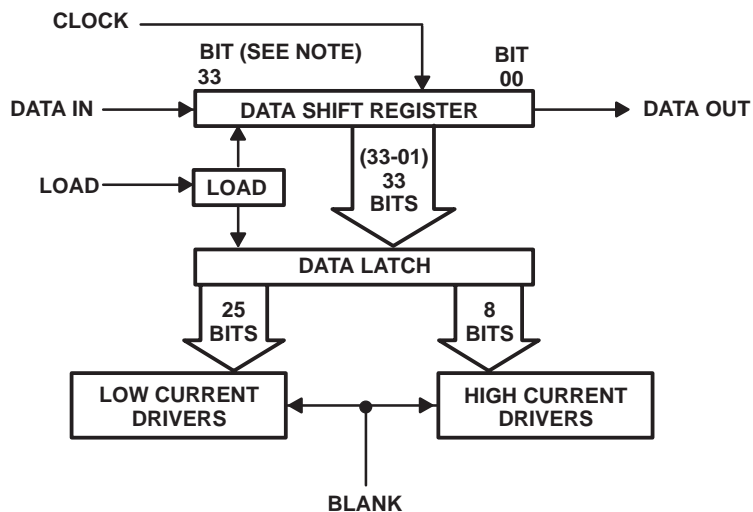 CLOCK
BIT (SEE NOTE)
33
BIT
00
DATA IN
DATA SHIFT REGISTER
DATA OUT
(33-01)
33
BITS
LOAD
LOAD
DATA LATCH
25
BITS
8
BITS
LOW CURRENT
DRIVERS
HIGH CURRENT
DRIVERS
BLANK